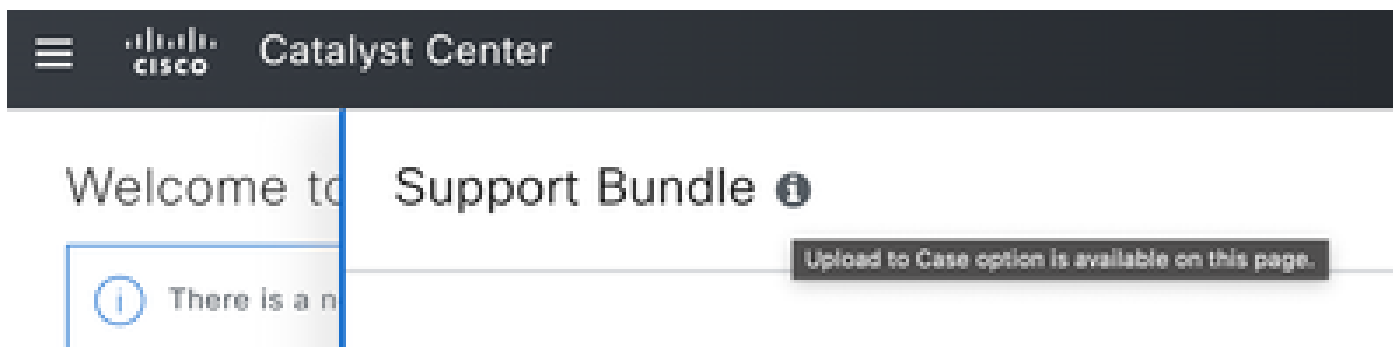 CISCO
Catalyst Center
Welcome to
Support Bundle
Upload to Case option is available on this page.
There is a n